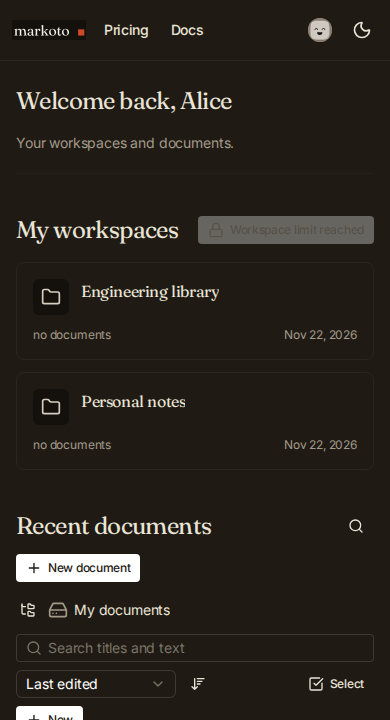 markoto Pricing Docs
Welcome back, Alice
Your workspaces and documents.
My workspaces Workspace limit reached
Engineering library
no documents Nov 22, 2026
Personal notes
no documents Nov 22, 2026
Recent documents
New document
My documents
Search titles and text
Last edited Select
New